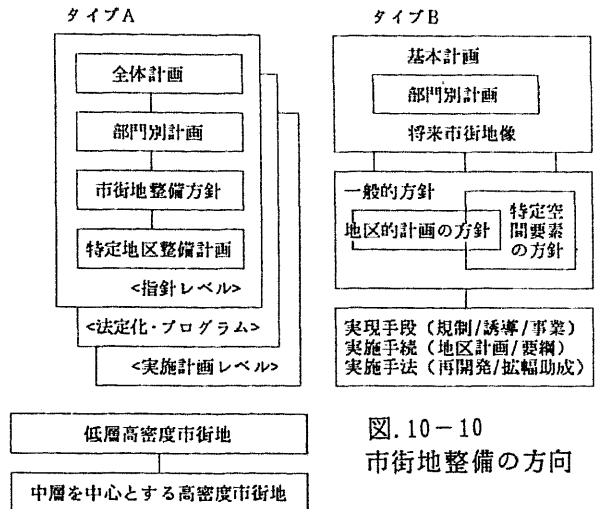 タイプA
全体計画
部門別計画
市街地整備方針
特定地区整備計画
<指針レベル>
<法定化・プログラム>
<実施計画レベル>
低層高密度市街地
中層を中心とする高密度市街地
タイプB
基本計画
部門別計画
将来市街地像
一般的方針
地区的計画の方針
特定空
間要素
の方針
実現手段（規制/誘導/事業）
実施手続（地区計画/要綱）
実施手法（再開発/拡幅助成）
図.10－10
市街地整備の方向